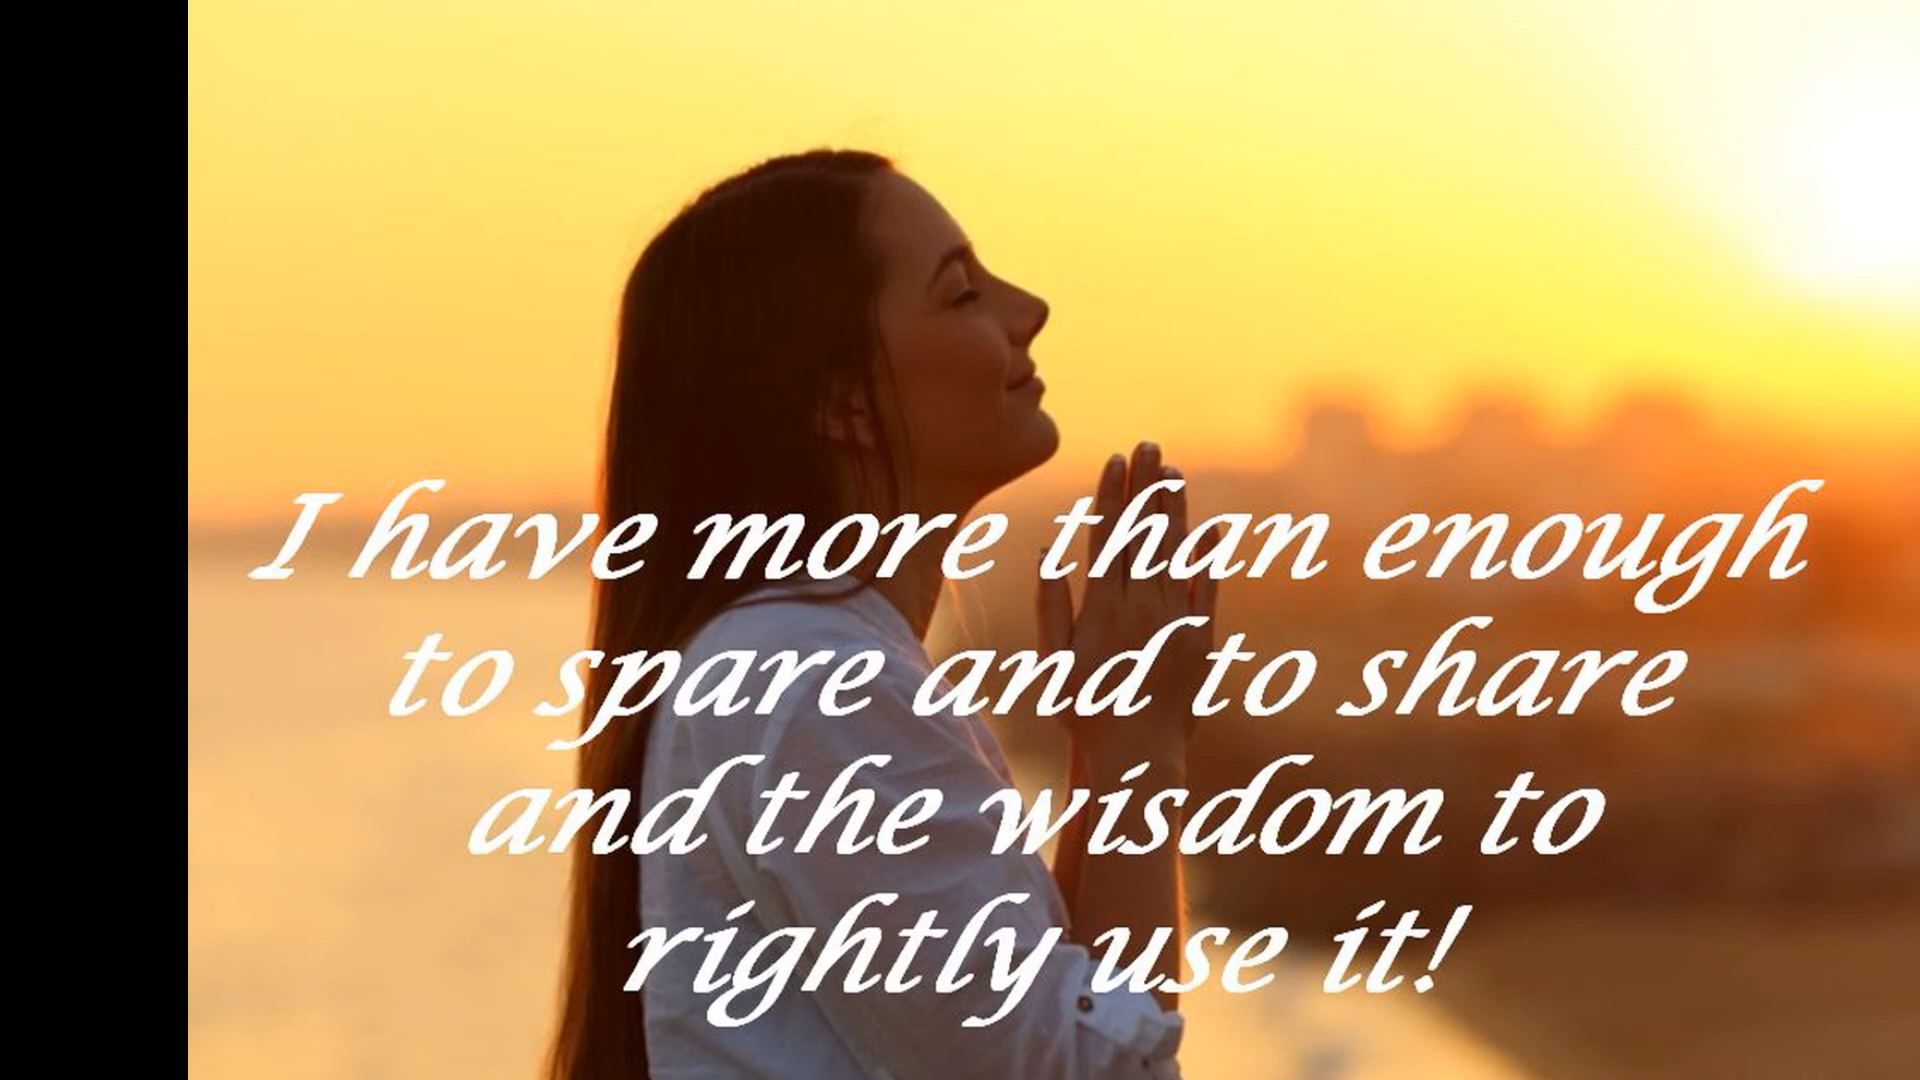 I have more than enough
to spare and to share
and the wisdom to
rightly use it!